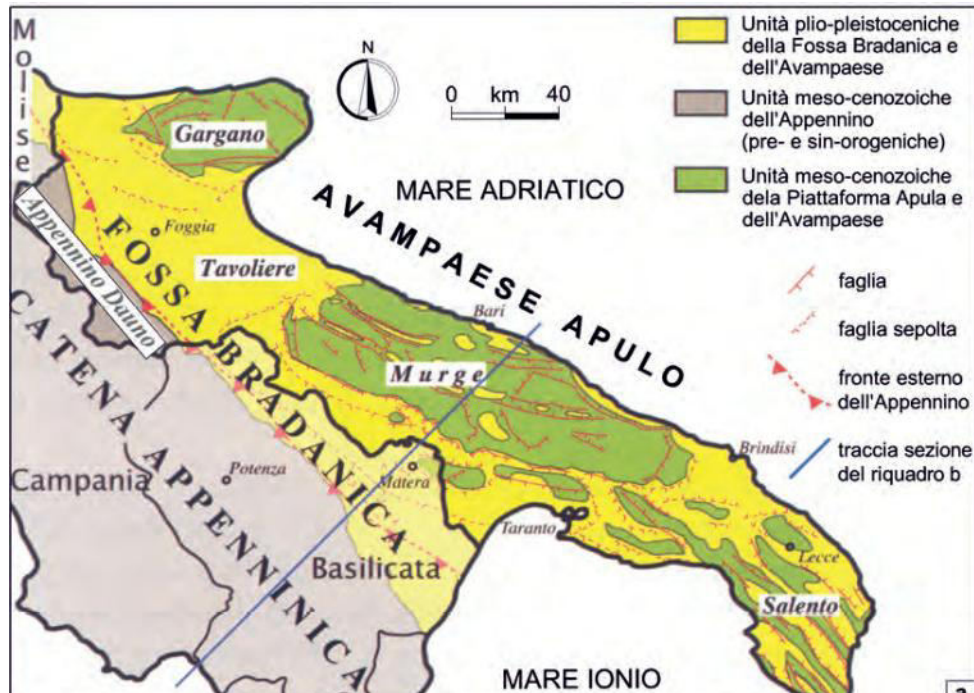 Molise
Gargano
N
0 km 40
MARE ADRIATICO
AVAMPAESE APULO
Appennino Dauno
Foggia
FOSSA BRADANICA
Tavoliere
Bari
Murge
CATENA APPENNINICA
Campania
Potenza
Matera
Basilicata
Taranto
Brindisi
Lecce
Salento
MARE IONIO
Unità plio-pleistoceniche
della Fossa Bradanica e
dell'Avampaese
Unità meso-cenozoiche
dell'Appennino
(pre- e sin-orogeniche)
Unità meso-cenozoiche
dela Piattaforma Apula e
dell'Avampaese
faglia
faglia sepolta
fronte esterno
dell'Appennino
traccia sezione
del riquadro b